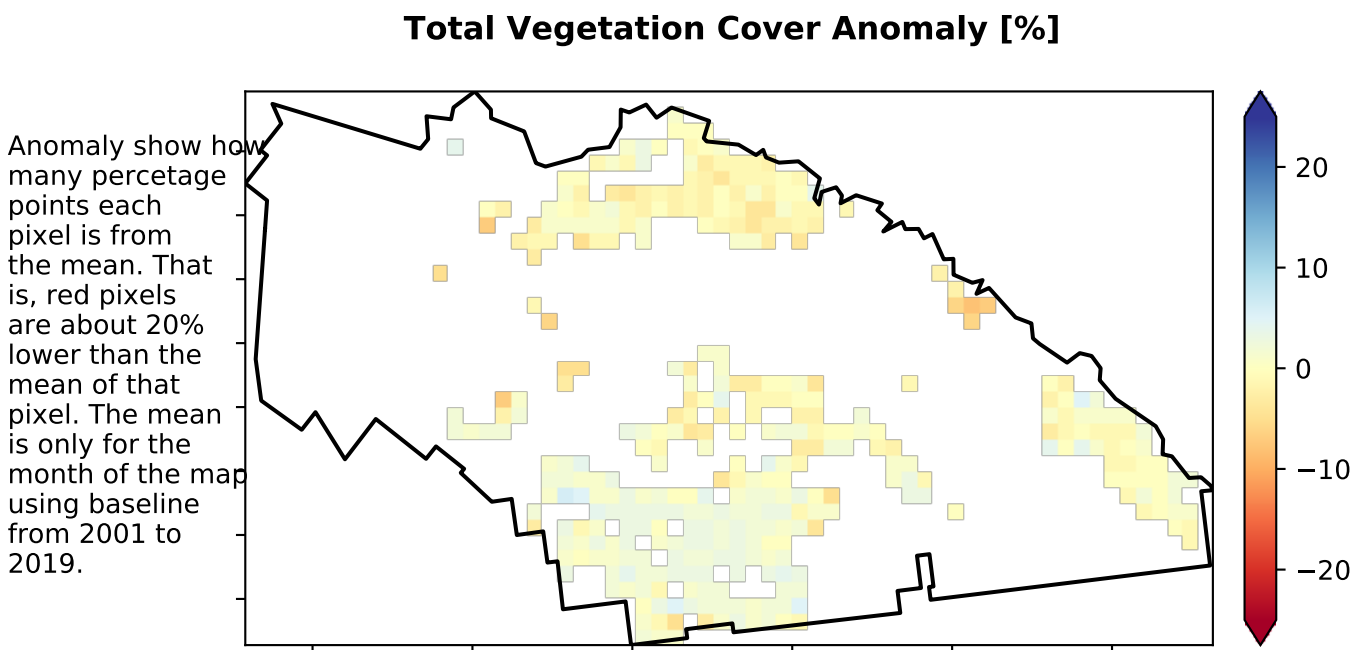 Total Vegetation Cover Anomaly [%]
Anomaly show how
many percetage
points each
pixel is from
the mean. That
is, red pixels
are about 20%
lower than the
mean of that
pixel. The mean
is only for the
month of the map
using baseline
from 2001 to
2019.
20
10
0
−10
−20